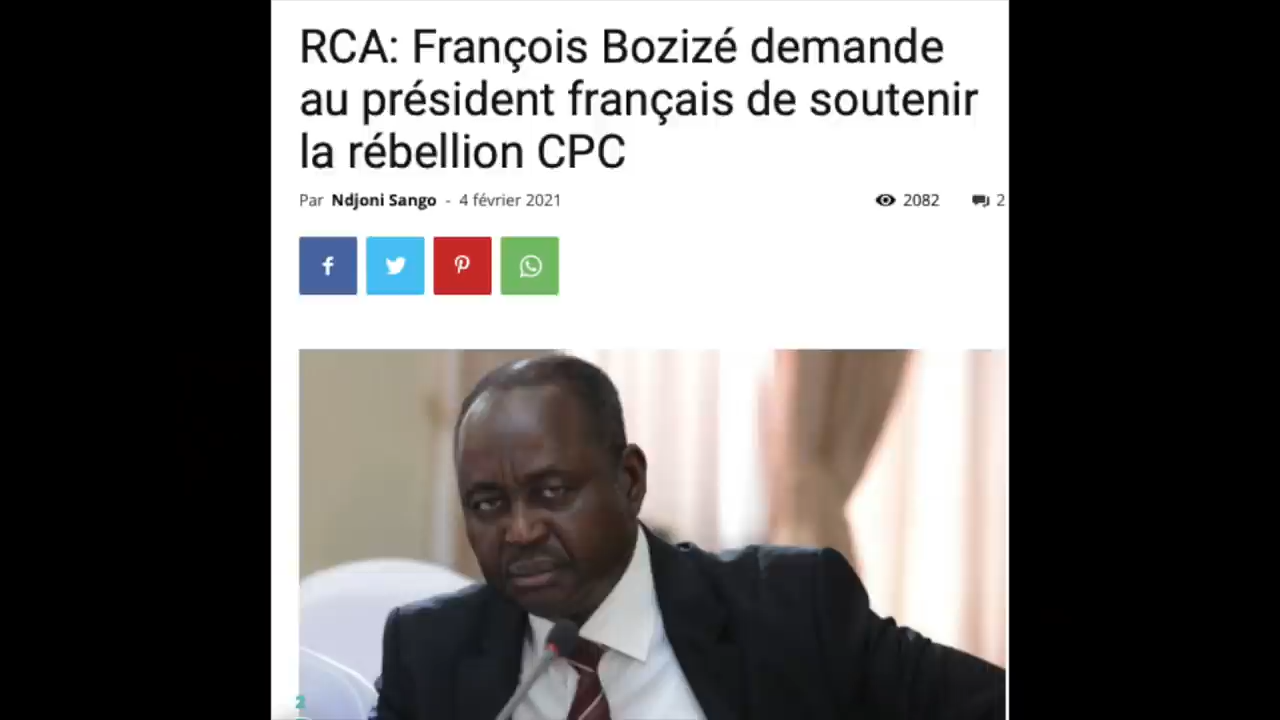 RCA: François Bozizé demande
au président français de soutenir
la rébellion CPC
Par Ndjoni Sango - 4 février 2021 2082 2
2